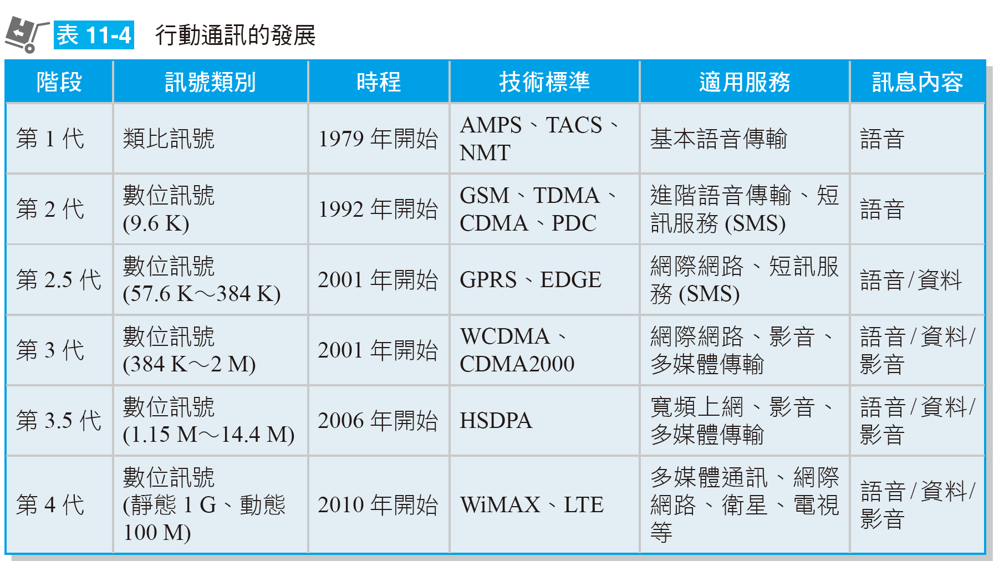 表 11-4 行動通訊的發展
階段 訊號類別 時程 技術標準 適用服務 訊息內容
第 1 代 類比訊號 1979 年開始 AMPS、TACS、
NMT 基本語音傳輸 語音
第 2 代 數位訊號
(9.6 K) 1992 年開始 GSM、TDMA、
CDMA、PDC 進階語音傳輸、短
訊服務 (SMS) 語音
第 2.5 代 數位訊號
(57.6 K～384 K) 2001 年開始 GPRS、EDGE 網際網路、短訊服
務 (SMS) 語音/資料
第 3 代 數位訊號
(384 K～2 M) 2001 年開始 WCDMA、
CDMA2000 網際網路、影音、
多媒體傳輸 語音/資料/
影音
第 3.5 代 數位訊號
(1.15 M～14.4 M) 2006 年開始 HSDPA 寬頻上網、影音、
多媒體傳輸 語音/資料/
影音
第 4 代 數位訊號
(靜態 1 G、動態
100 M) 2010 年開始 WiMAX、LTE 多媒體通訊、網際
網路、衛星、電視
等 語音/資料/
影音